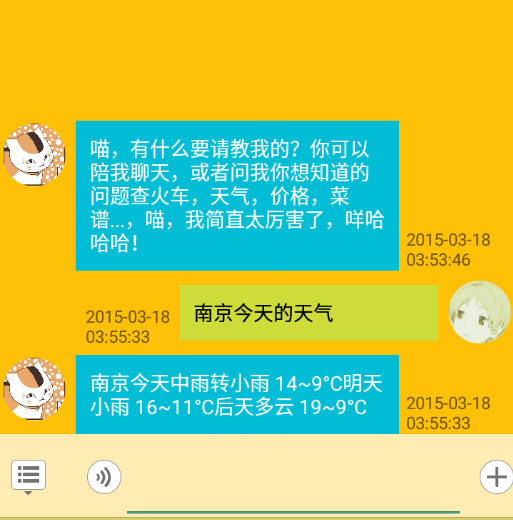 喵，有什么要请教我的？你可以
陪我聊天，或者问我你想知道的
问题查火车，天气，价格，菜
谱...，喵，我简直太厉害了，咩哈
哈哈！
2015-03-18
03:53:46
南京今天的天气
2015-03-18
03:55:33
南京今天中雨转小雨 14~9°C明天
小雨 16~11°C后天多云 19~9°C
2015-03-18
03:55:33